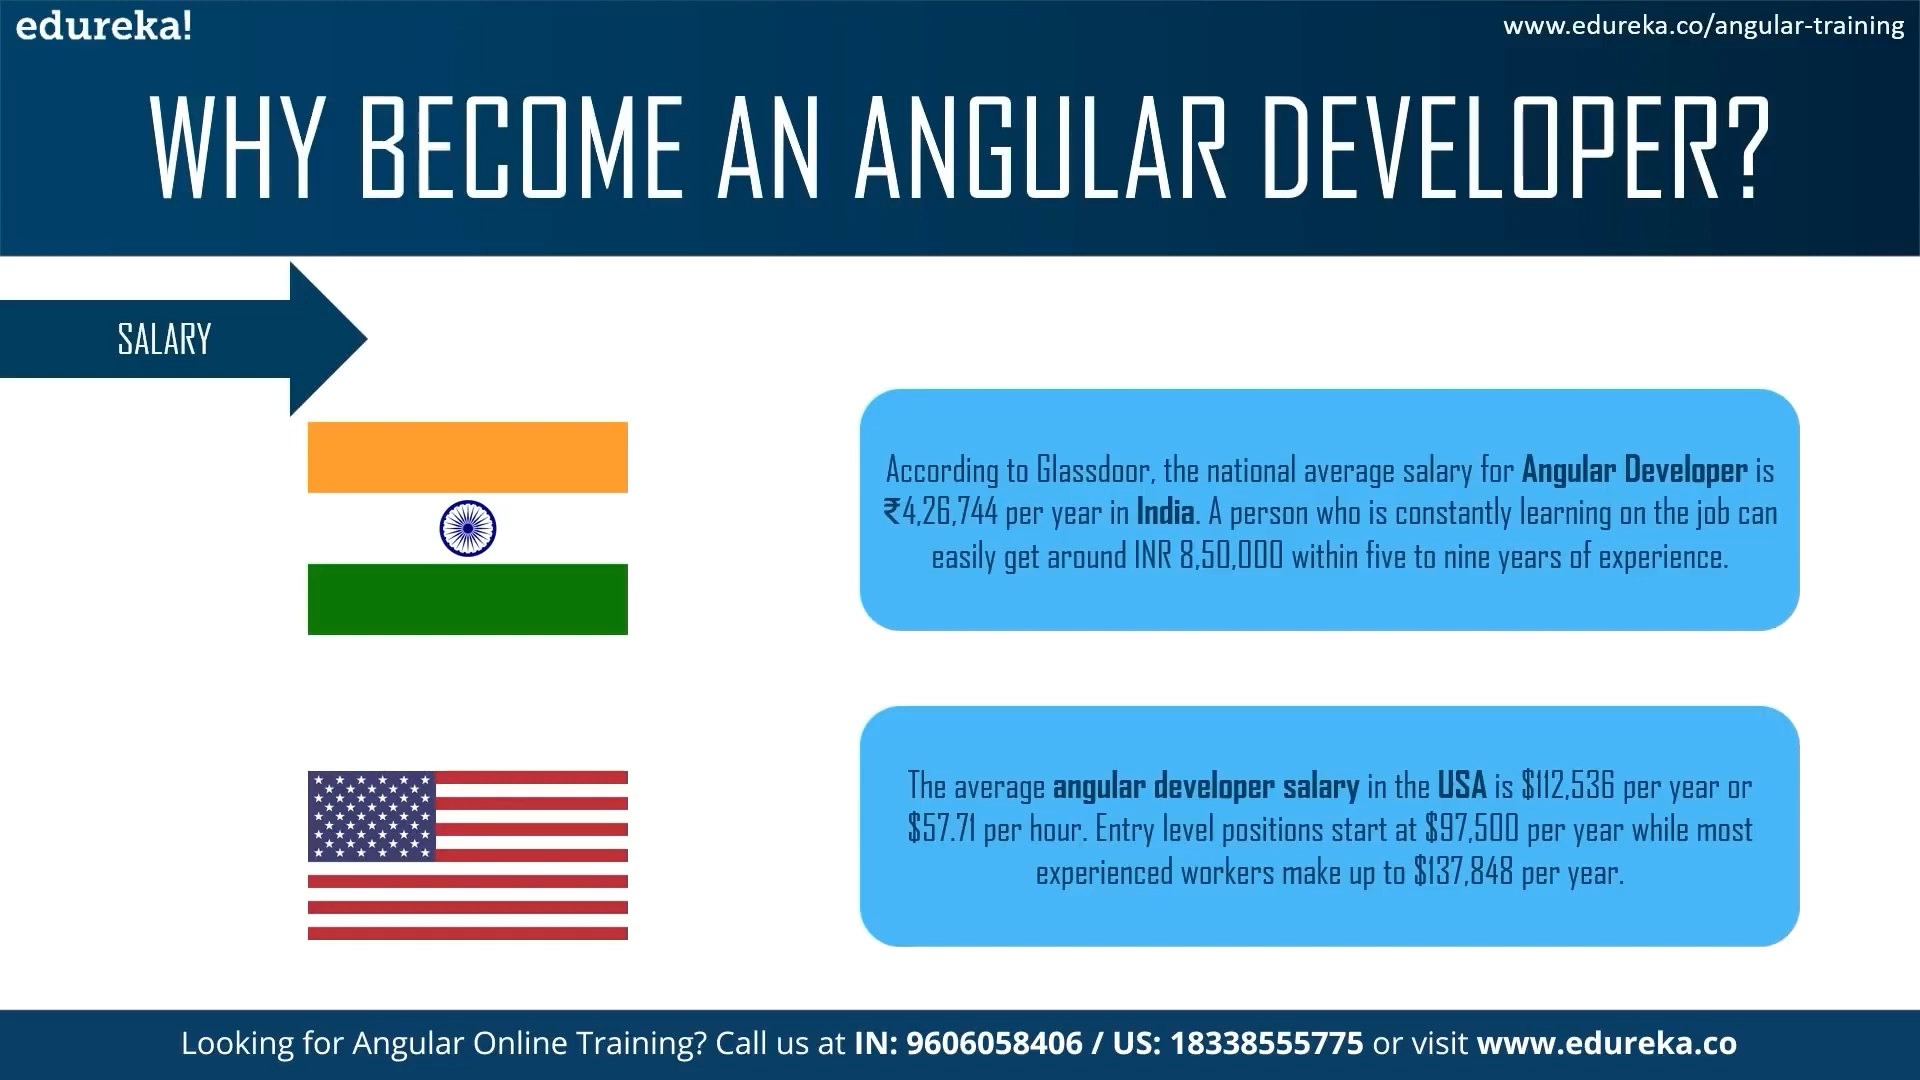 edureka!
www.edureka.co/angular-training
WHY BECOME AN ANGULAR DEVELOPER?
SALARY
According to Glassdoor, the national average salary for Angular Developer is
₹4,26,744 per year in India. A person who is constantly learning on the job can
easily get around INR 8,50,000 within five to nine years of experience.
The average angular developer salary in the USA is $112,536 per year or
$57.71 per hour. Entry level positions start at $97,500 per year while most
experienced workers make up to $137,848 per year.
Looking for Angular Online Training? Call us at IN: 9606058406 / US: 18338555775 or visit www.edureka.co